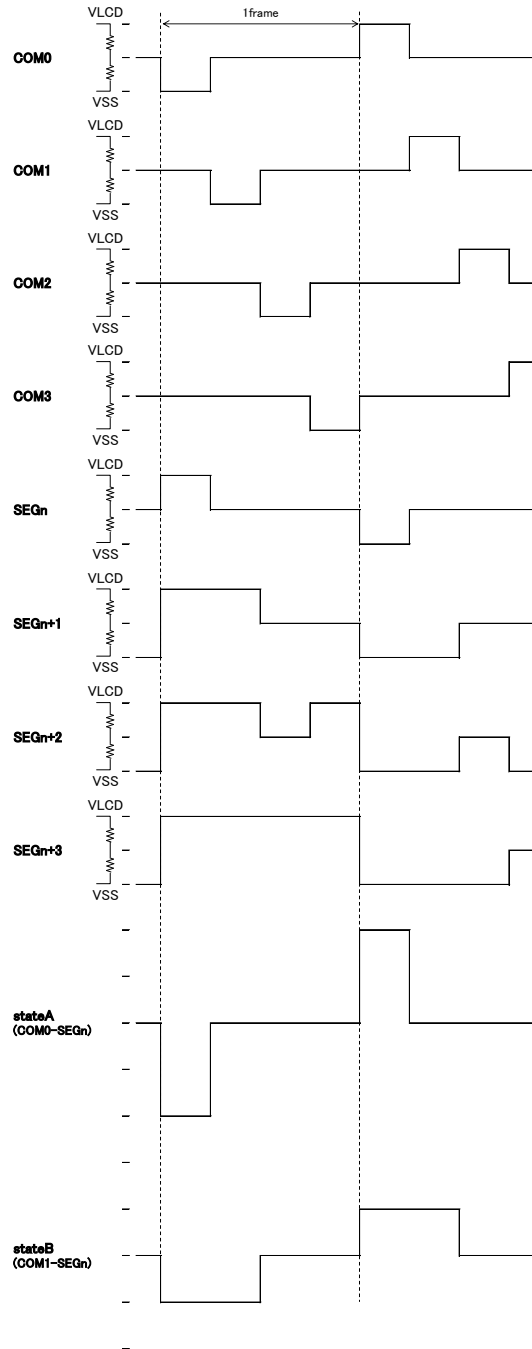 1frame
VLCD
COM0
VSS
VLCD
COM1
VSS
VLCD
COM2
VSS
VLCD
COM3
VSS
VLCD
SEGn
VSS
VLCD
SEGn+1
VSS
VLCD
SEGn+2
VSS
VLCD
SEGn+3
VSS
stateA
(COM0-SEGn)
stateB
(COM1-SEGn)